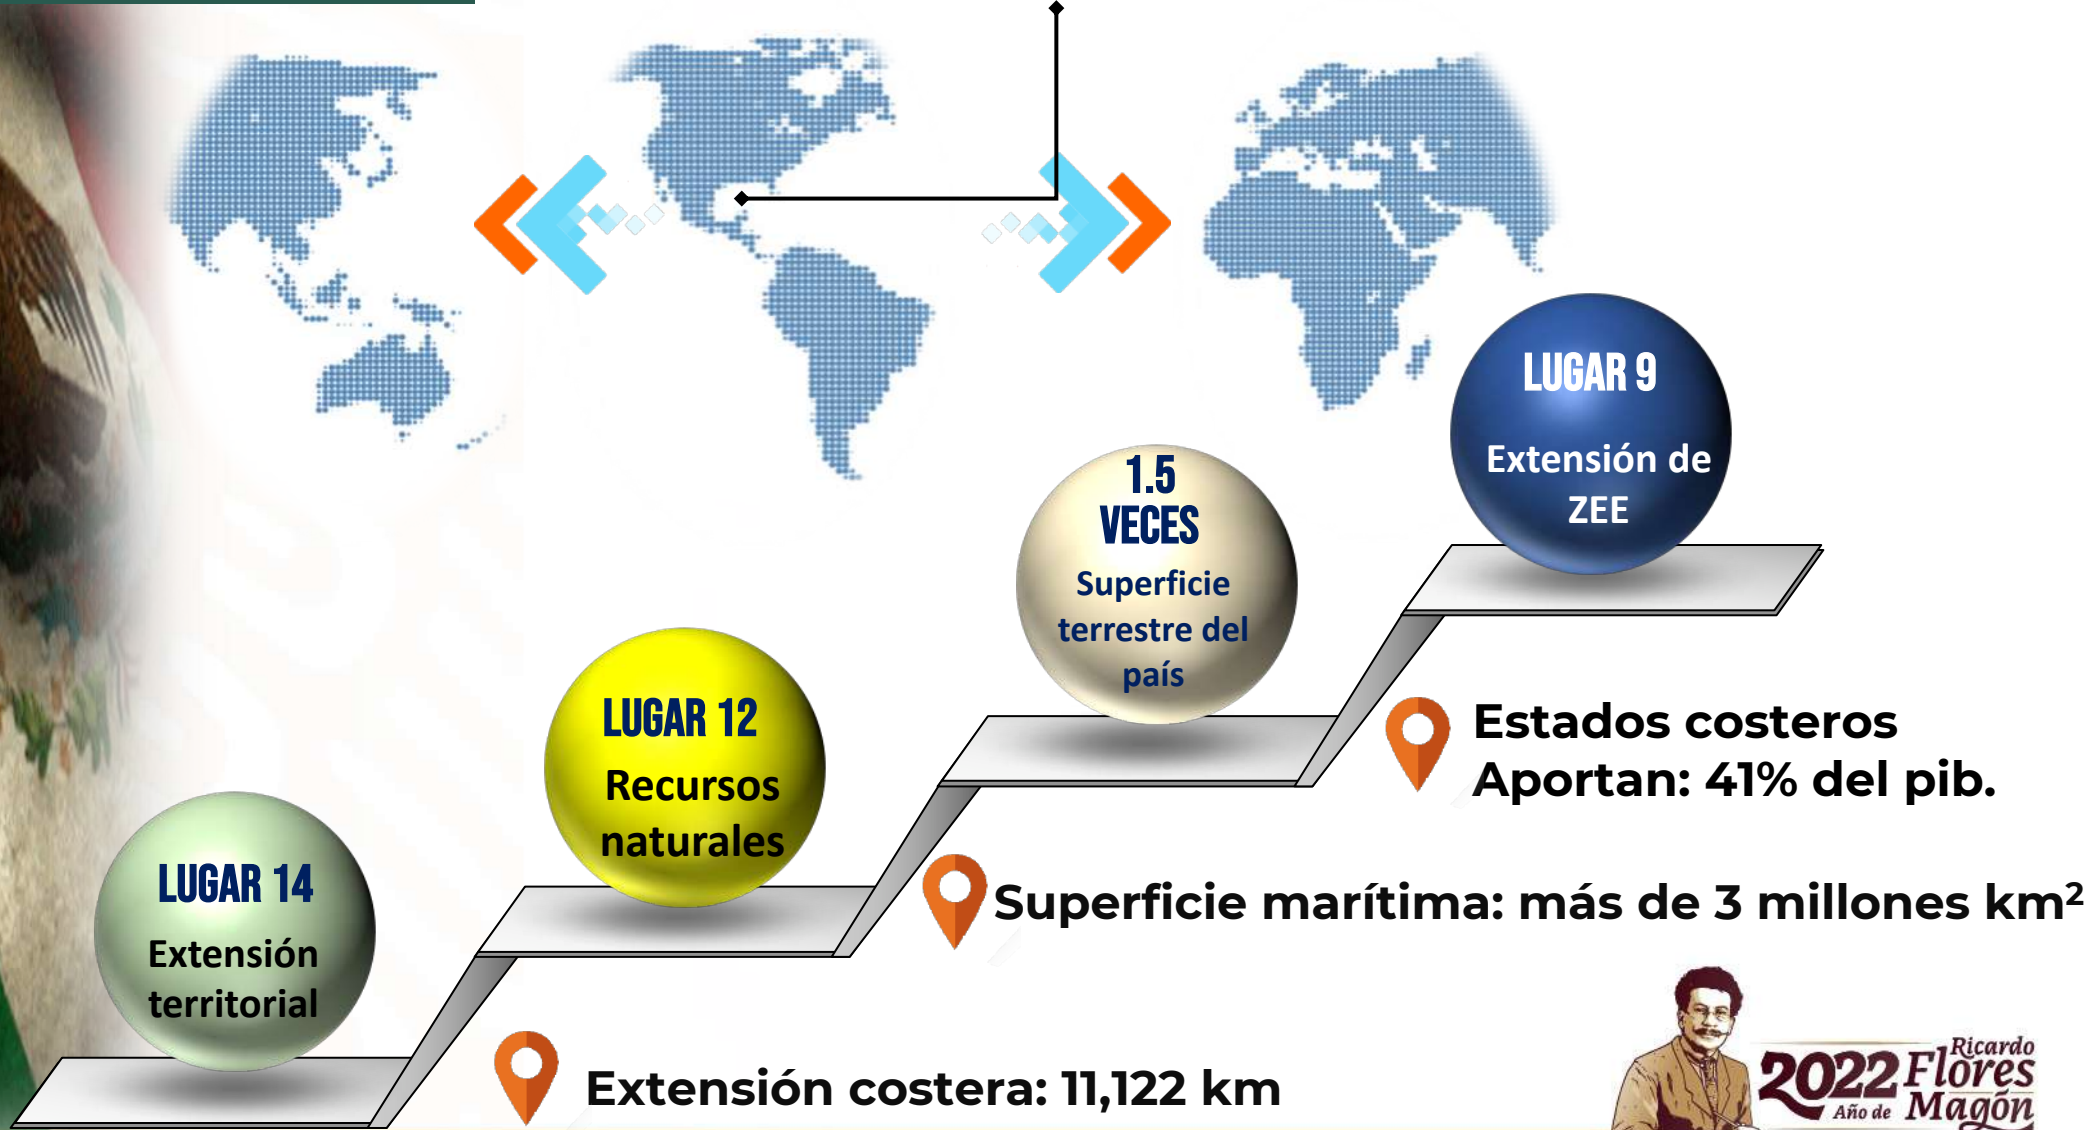 LUGAR 9
Extensión de
ZEE
1.5
VECES
Superficie
terrestre del
país
LUGAR 12
Recursos
naturales
LUGAR 14
Extensión
territorial
Estados costeros
Aportan: 41% del pib.
Superficie marítima: más de 3 millones km²
Extensión costera: 11,122 km
2022 Ricardo
Flores
Año de Magón